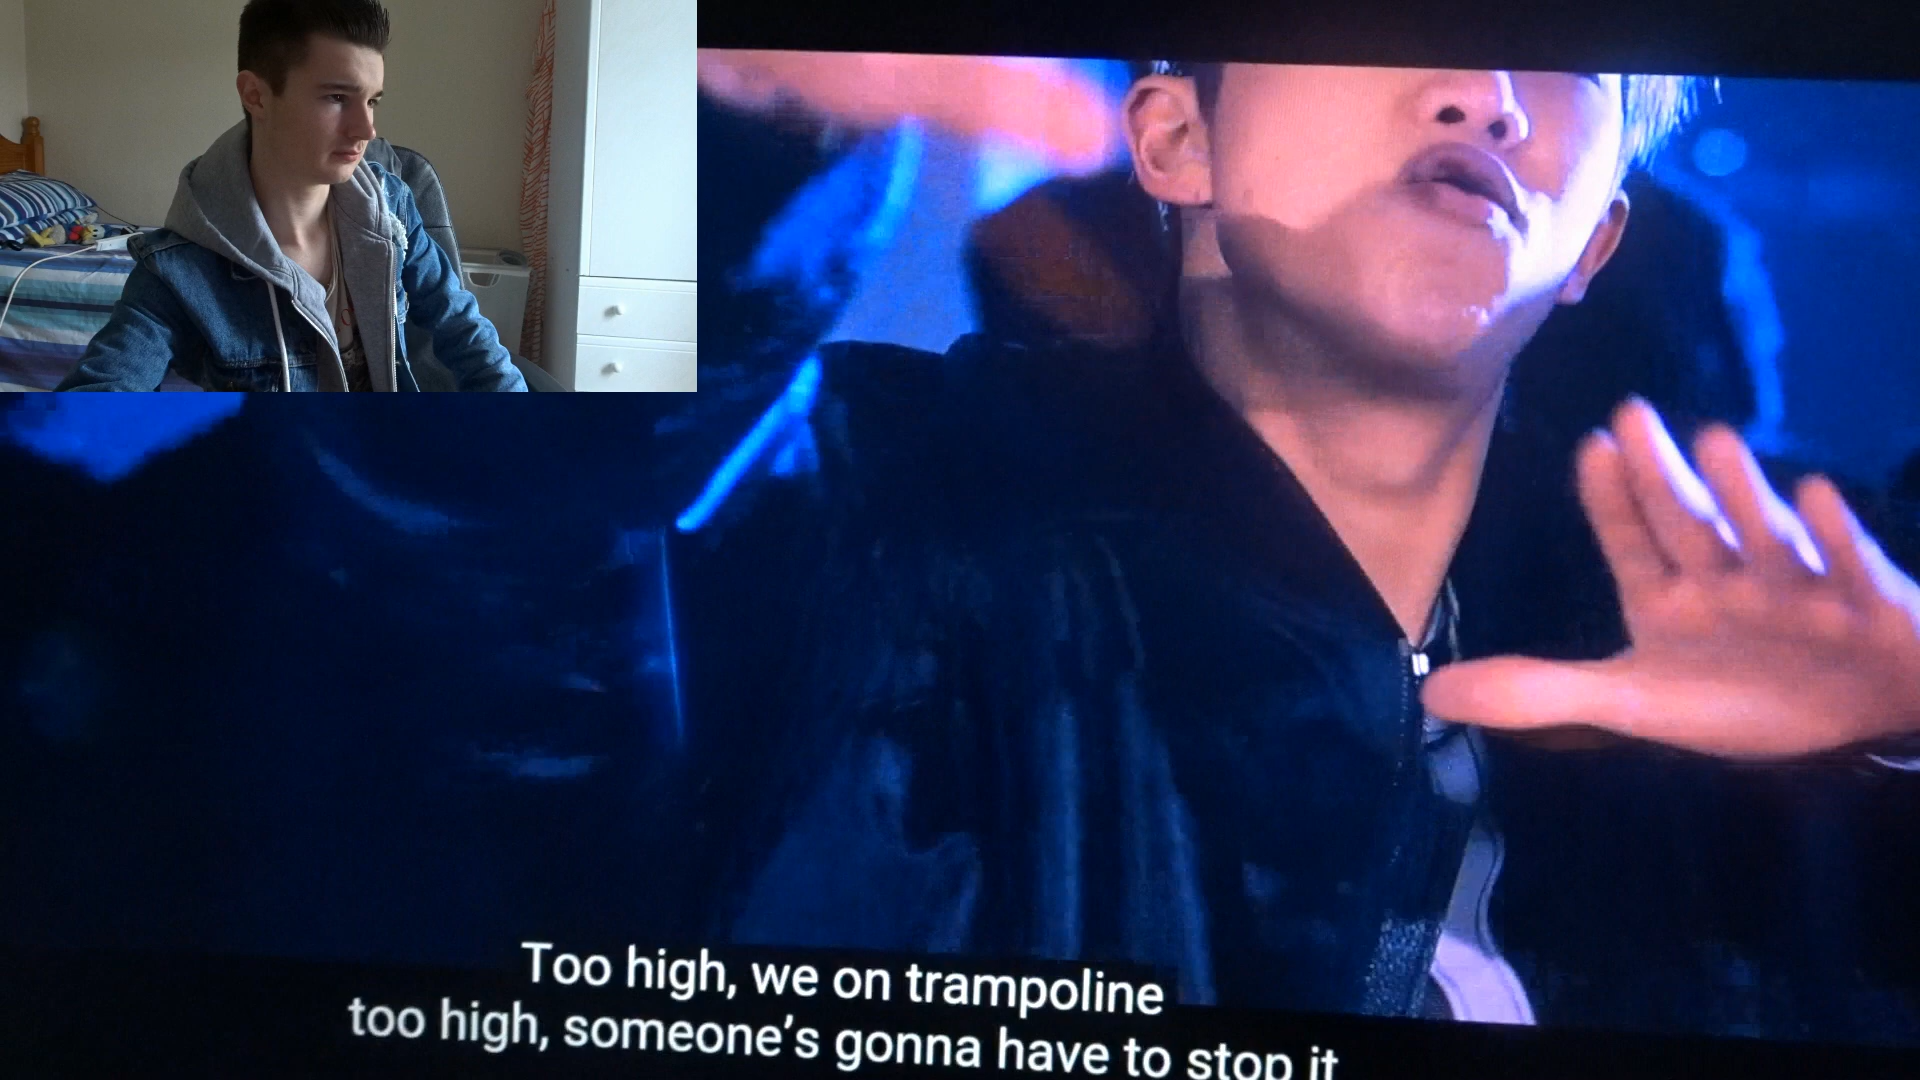 Too high, we on trampoline
too high, someone’s gonna have to stop it